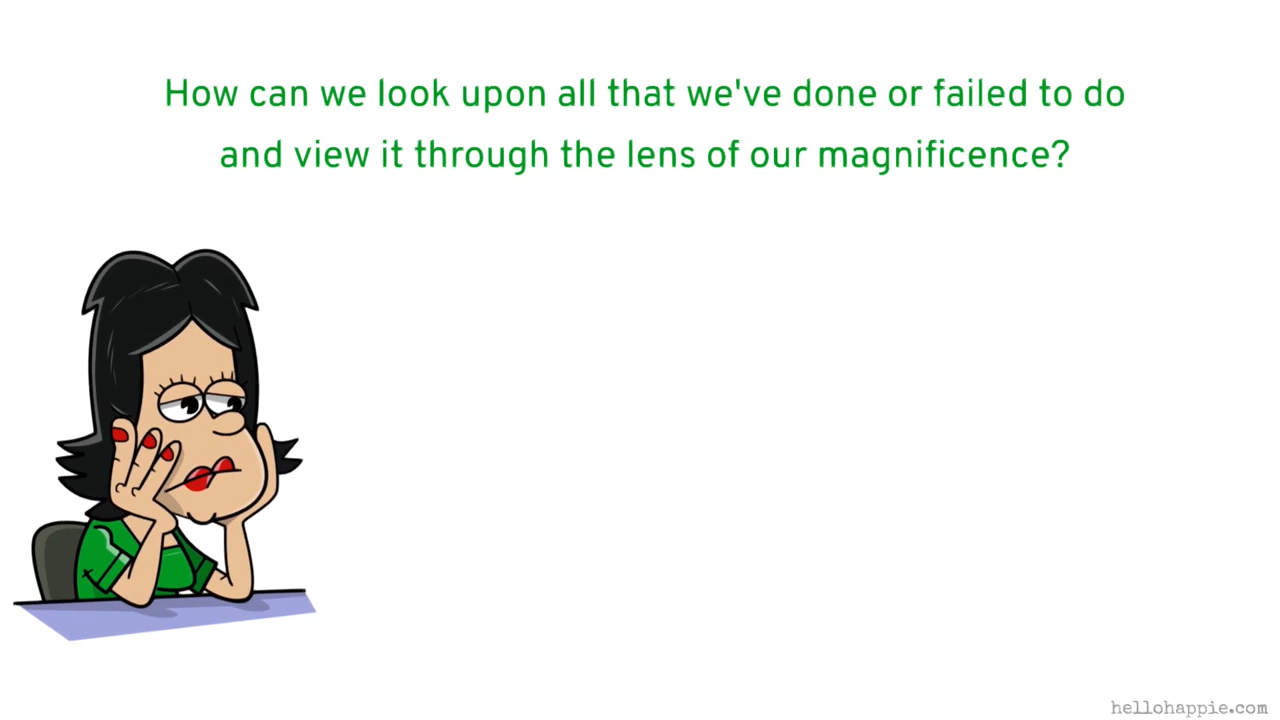 How can we look upon all that we've done or failed to do
and view it through the lens of our magnificence?
hellohappie.com